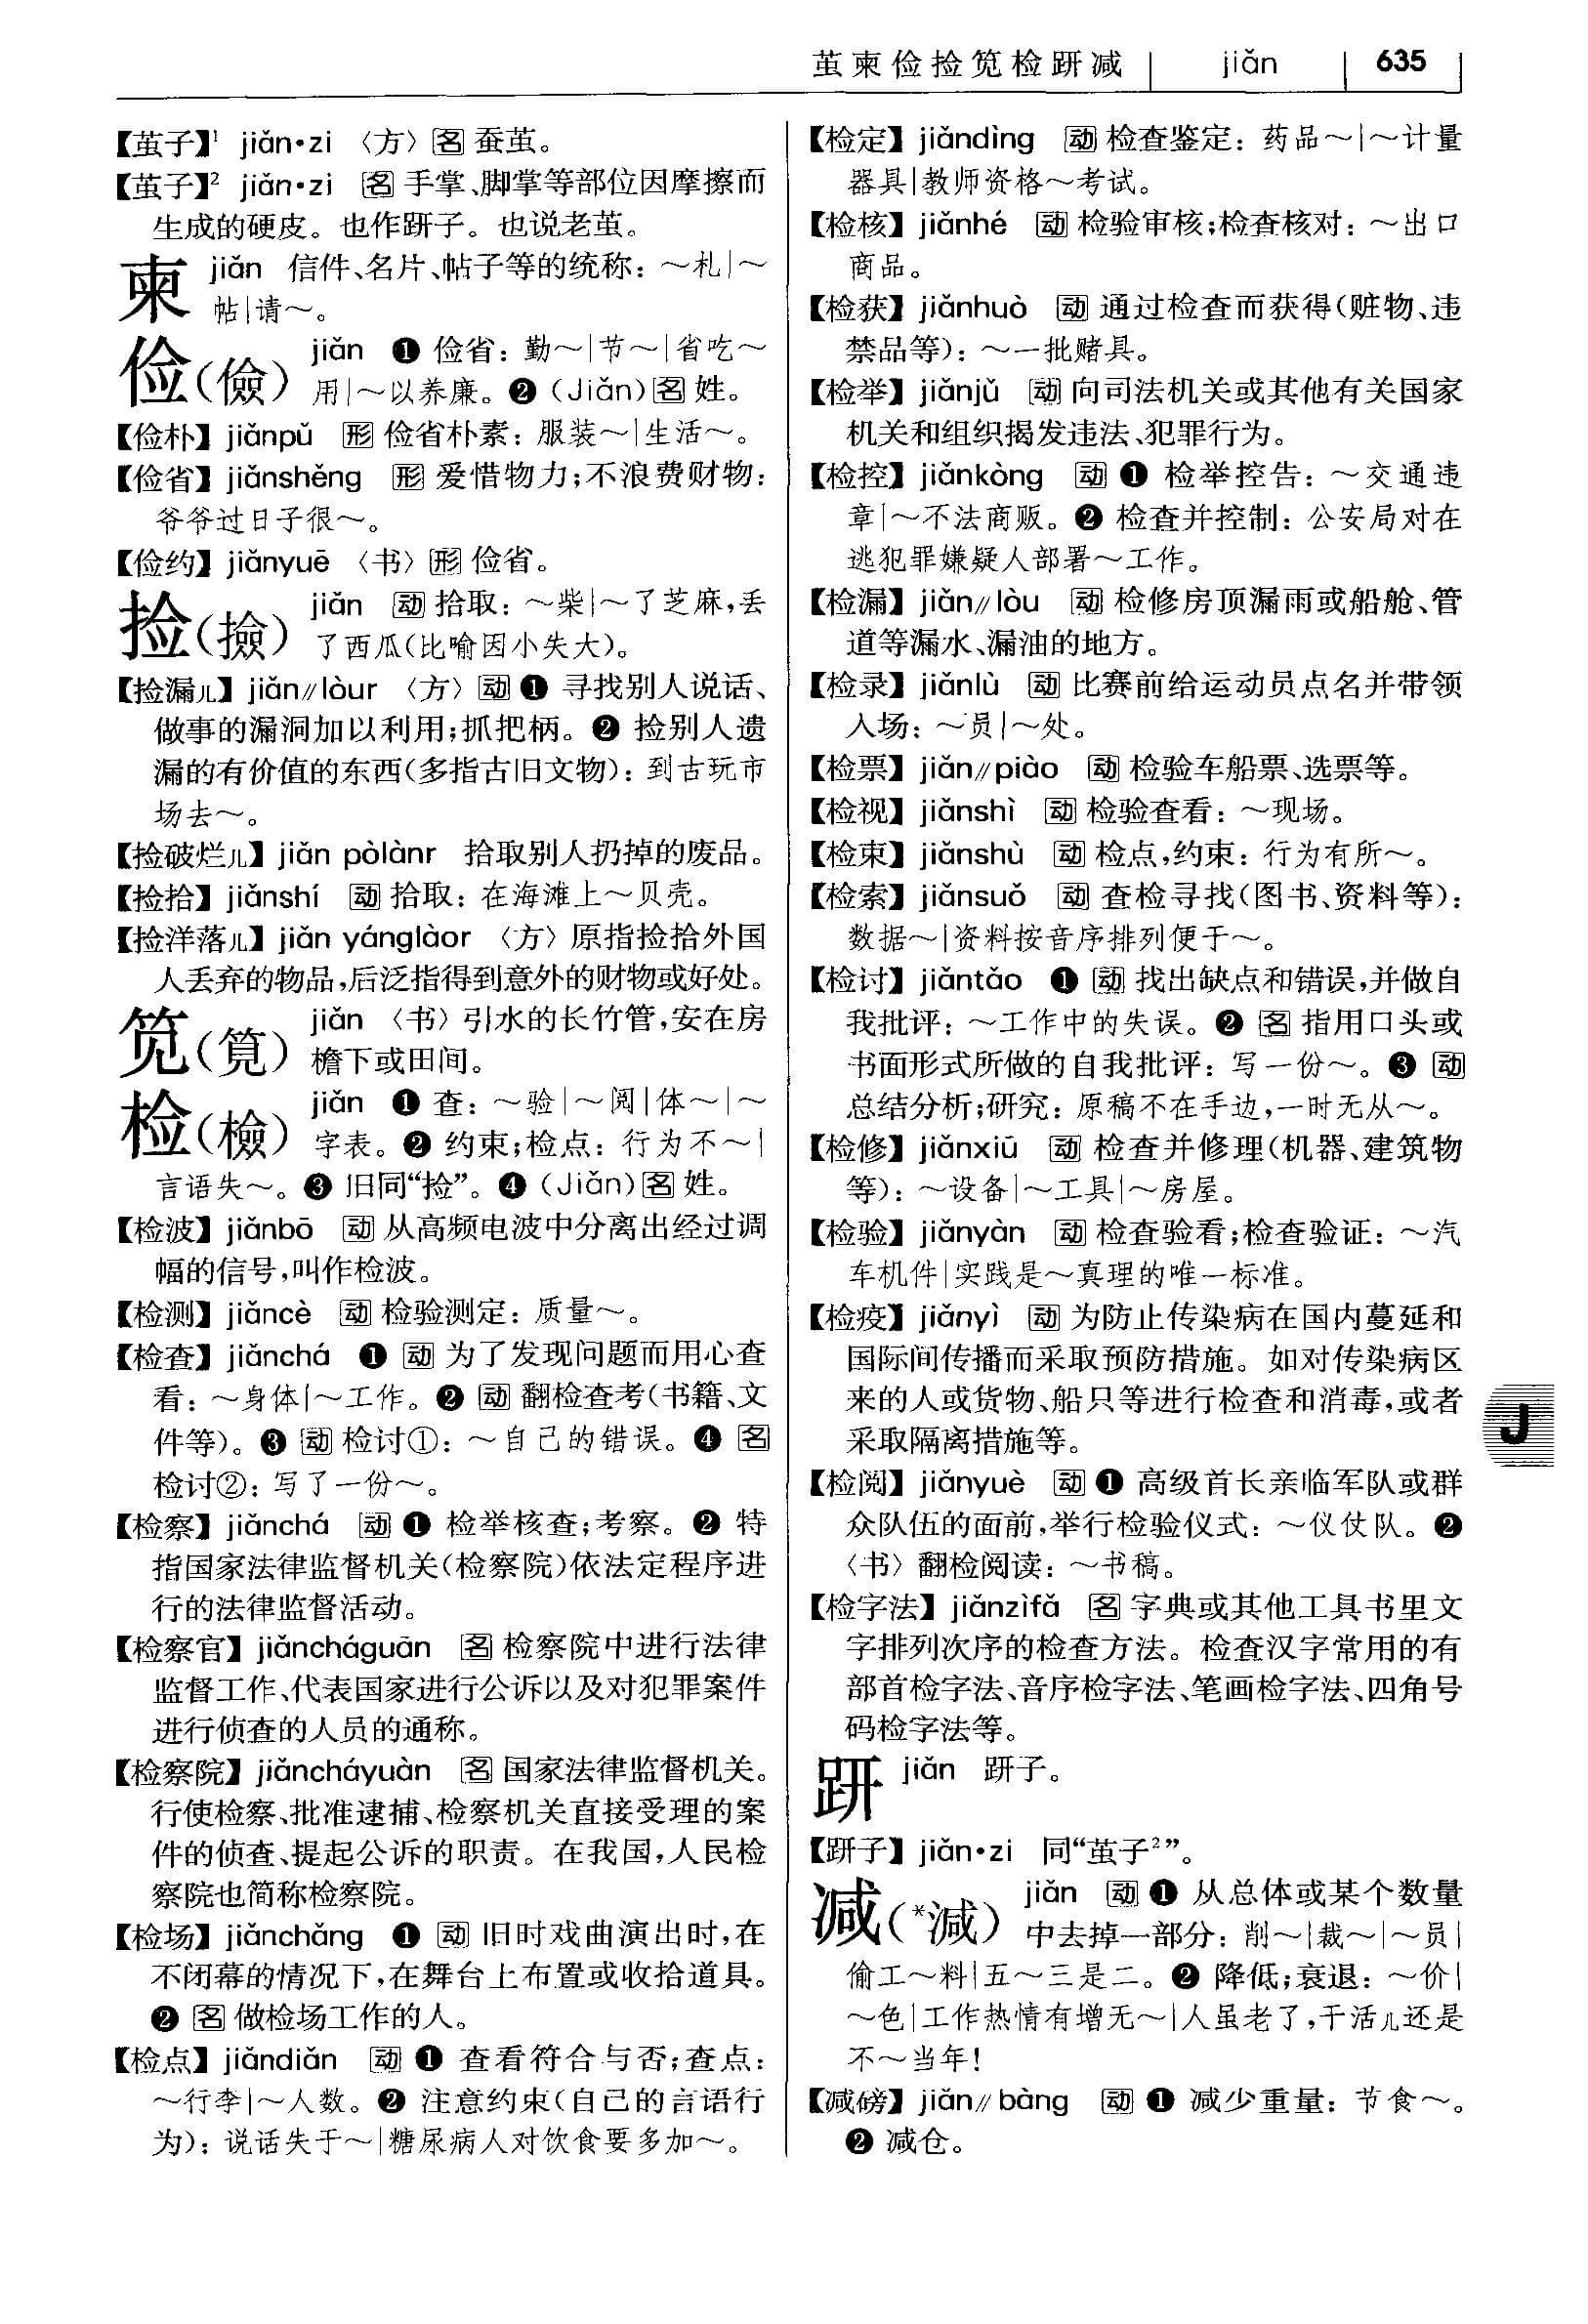 茧柬俭捡笕检趼减 jiǎn 635
【茧子】¹ jiǎn•zi 〈方〉 名 蚕茧。
【茧子】² jiǎn•zi 名 手掌、脚掌等部位因摩擦而
生成的硬皮。也作趼子。也说老茧。
柬 jiǎn 信件、名片、帖子等的统称：～札|～
帖|请～。
俭(儉) jiǎn ❶ 俭省：勤～|节～|省吃～
用|～以养廉。❷（Jiǎn）名 姓。
【俭朴】 jiǎnpǔ 形 俭省朴素：服装～|生活～。
【俭省】 jiǎnshěng 形 爱惜物力；不浪费财物：
爷爷过日子很～。
【俭约】 jiǎnyuē 〈书〉 形 俭省。
捡(撿) jiǎn 动 拾取：～柴|～了芝麻，丢
了西瓜（比喻因小失大）。
【捡漏儿】 jiǎn∥lòur 〈方〉 动 ❶ 寻找别人说话、
做事的漏洞加以利用；抓把柄。❷ 捡别人遗
漏的有价值的东西（多指古旧文物）：到古玩市
场去～。
【捡破烂儿】 jiǎn pòlànr 拾取别人扔掉的废品。
【捡拾】 jiǎnshí 动 拾取：在海滩上～贝壳。
【捡洋落儿】 jiǎn yánglàor 〈方〉 原指捡拾外国
人丢弃的物品，后泛指得到意外的财物或好处。
笕(筧) jiǎn 〈书〉 引水的长竹管，安在房
檐下或田间。
检(檢) jiǎn ❶ 查：～验|～阅|体～|～
字表。❷ 约束；检点：行为不～|
言语失～。❸ 旧同“捡”。❹（Jiǎn）名 姓。
【检波】 jiǎnbō 动 从高频电波中分离出经过调
幅的信号，叫作检波。
【检测】 jiǎncè 动 检验测定：质量～。
【检查】 jiǎnchá ❶ 动 为了发现问题而用心查
看：～身体|～工作。❷ 动 翻检查考（书籍、文
件等）。❸ 动 检讨①：～自己的错误。❹ 名
检讨②：写了一份～。
【检察】 jiǎnchá 动 ❶ 检举核查；考察。❷ 特
指国家法律监督机关（检察院）依法定程序进
行的法律监督活动。
【检察官】 jiǎncháguān 名 检察院中进行法律
监督工作、代表国家进行公诉以及对犯罪案件
进行侦查的人员的通称。
【检察院】 jiǎncháyuàn 名 国家法律监督机关。
行使检察、批准逮捕、检察机关直接受理的案
件的侦查、提起公诉的职责。在我国，人民检
察院也简称检察院。
【检场】 jiǎnchǎng ❶ 动 旧时戏曲演出时，在
不闭幕的情况下，在舞台上布置或收拾道具。
❷ 名 做检场工作的人。
【检点】 jiǎndiǎn 动 ❶ 查看符合与否；查点：
～行李|～人数。❷ 注意约束（自己的言语行
为）：说话失于～|糖尿病人对饮食要多加～。
【检定】 jiǎndìng 动 检查鉴定：药品～|～计量
器具|教师资格～考试。
【检核】 jiǎnhé 动 检验审核；检查核对：～出口
商品。
【检获】 jiǎnhuò 动 通过检查而获得（赃物、违
禁品等）：～一批赌具。
【检举】 jiǎnjǔ 动 向司法机关或其他有关国家
机关和组织揭发违法、犯罪行为。
【检控】 jiǎnkòng 动 ❶ 检举控告：～交通违
章|～不法商贩。❷ 检查并控制：公安局对在
逃犯罪嫌疑人部署～工作。
【检漏】 jiǎn∥lòu 动 检修房顶漏雨或船舱、管
道等漏水、漏油的地方。
【检录】 jiǎnlù 动 比赛前给运动员点名并带领
入场：～员|～处。
【检票】 jiǎn∥piào 动 检验车船票、选票等。
【检视】 jiǎnshì 动 检验查看：～现场。
【检束】 jiǎnshù 动 检点，约束：行为有所～。
【检索】 jiǎnsuǒ 动 查检寻找（图书、资料等）：
数据～|资料按音序排列便于～。
【检讨】 jiǎntǎo ❶ 动 找出缺点和错误，并做自
我批评：～工作中的失误。❷ 名 指用口头或
书面形式所做的自我批评：写一份～。❸ 动
总结分析；研究：原稿不在手边，一时无从～。
【检修】 jiǎnxiū 动 检查并修理（机器、建筑物
等）：～设备|～工具|～房屋。
【检验】 jiǎnyàn 动 检查验看；检查验证：～汽
车机件|实践是～真理的唯一标准。
【检疫】 jiǎnyì 动 为防止传染病在国内蔓延和
国际间传播而采取预防措施。如对传染病区
来的人或货物、船只等进行检查和消毒，或者
采取隔离措施等。
【检阅】 jiǎnyuè 动 ❶ 高级首长亲临军队或群
众队伍的面前，举行检验仪式：～仪仗队。❷
〈书〉 翻检阅读：～书稿。
【检字法】 jiǎnzìfǎ 名 字典或其他工具书里文
字排列次序的检查方法。检查汉字常用的有
部首检字法、音序检字法、笔画检字法、四角号
码检字法等。
趼 jiǎn 趼子。
【趼子】 jiǎn•zi 同“茧子²”。
减(*減) jiǎn 动 ❶ 从总体或某个数量
中去掉一部分：削～|裁～|～员|
偷工～料|五～三是二。❷ 降低；衰退：～价|
～色|工作热情有增无～|人虽老了，干活儿还是
不～当年！
【减磅】 jiǎn∥bàng 动 ❶ 减少重量：节食～。
❷ 减仓。
J